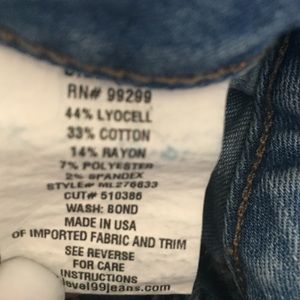 RN# 99299
44% LYOCELL
33% COTTON
14% RAYON
7% POLYESTER
2% SPANDEX
STYLE# ML276833
CUT# 510386
WASH: BOND
MADE IN USA
OF IMPORTED FABRIC AND TRIM
SEE REVERSE
FOR CARE
INSTRUCTIONS
level99jeans.com